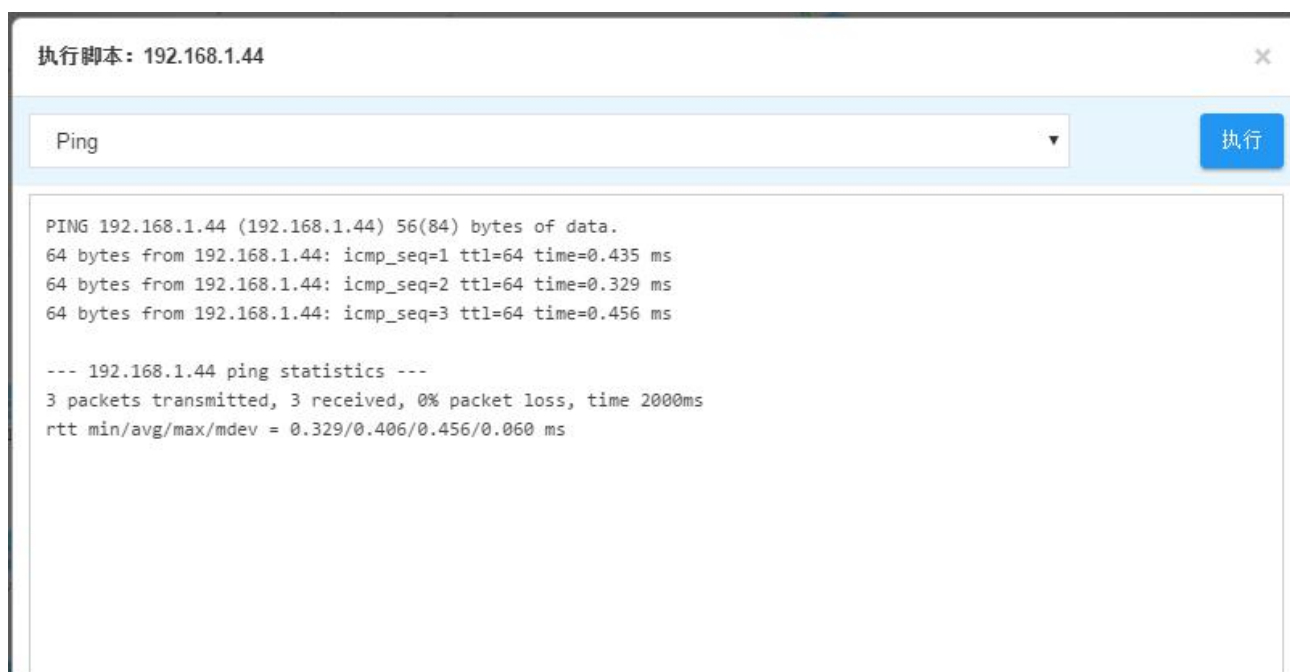 执行脚本：192.168.1.44
×
Ping
执行
PING 192.168.1.44 (192.168.1.44) 56(84) bytes of data.
64 bytes from 192.168.1.44: icmp_seq=1 ttl=64 time=0.435 ms
64 bytes from 192.168.1.44: icmp_seq=2 ttl=64 time=0.329 ms
64 bytes from 192.168.1.44: icmp_seq=3 ttl=64 time=0.456 ms
--- 192.168.1.44 ping statistics ---
3 packets transmitted, 3 received, 0% packet loss, time 2000ms
rtt min/avg/max/mdev = 0.329/0.406/0.456/0.060 ms